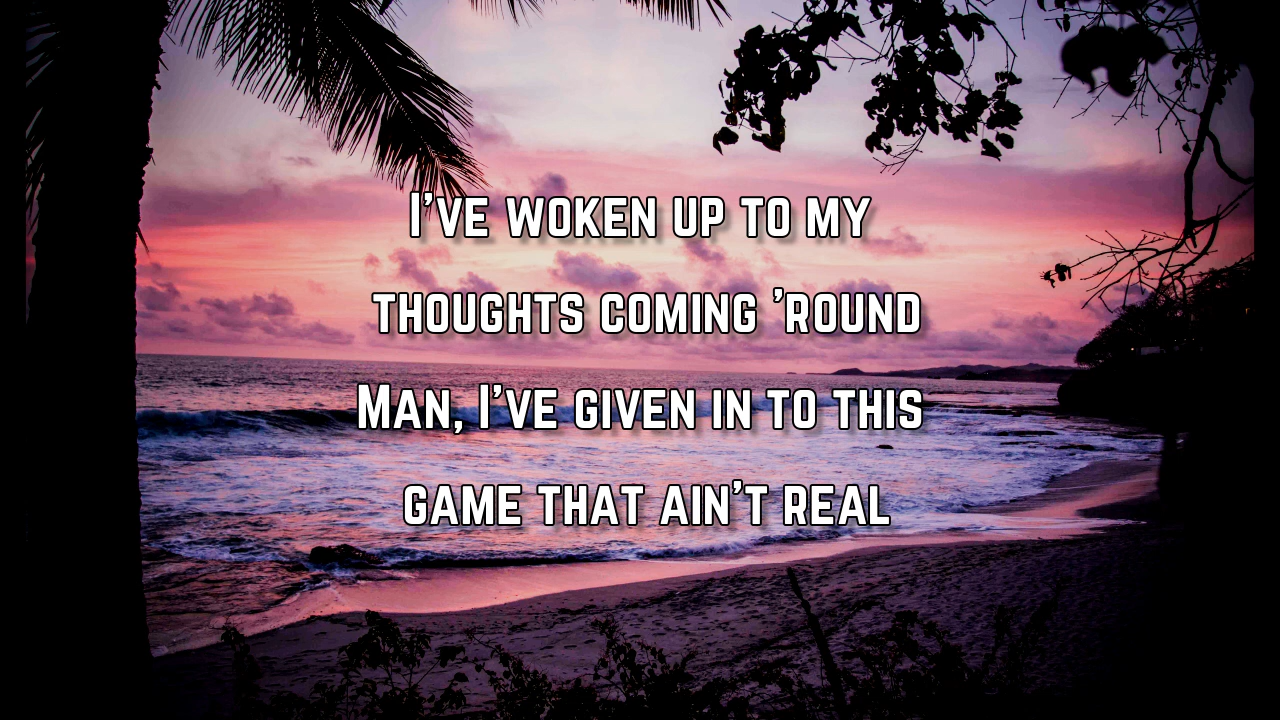 I’ve woken up to my
thoughts coming ’round
Man, I’ve given in to this
game that ain’t real